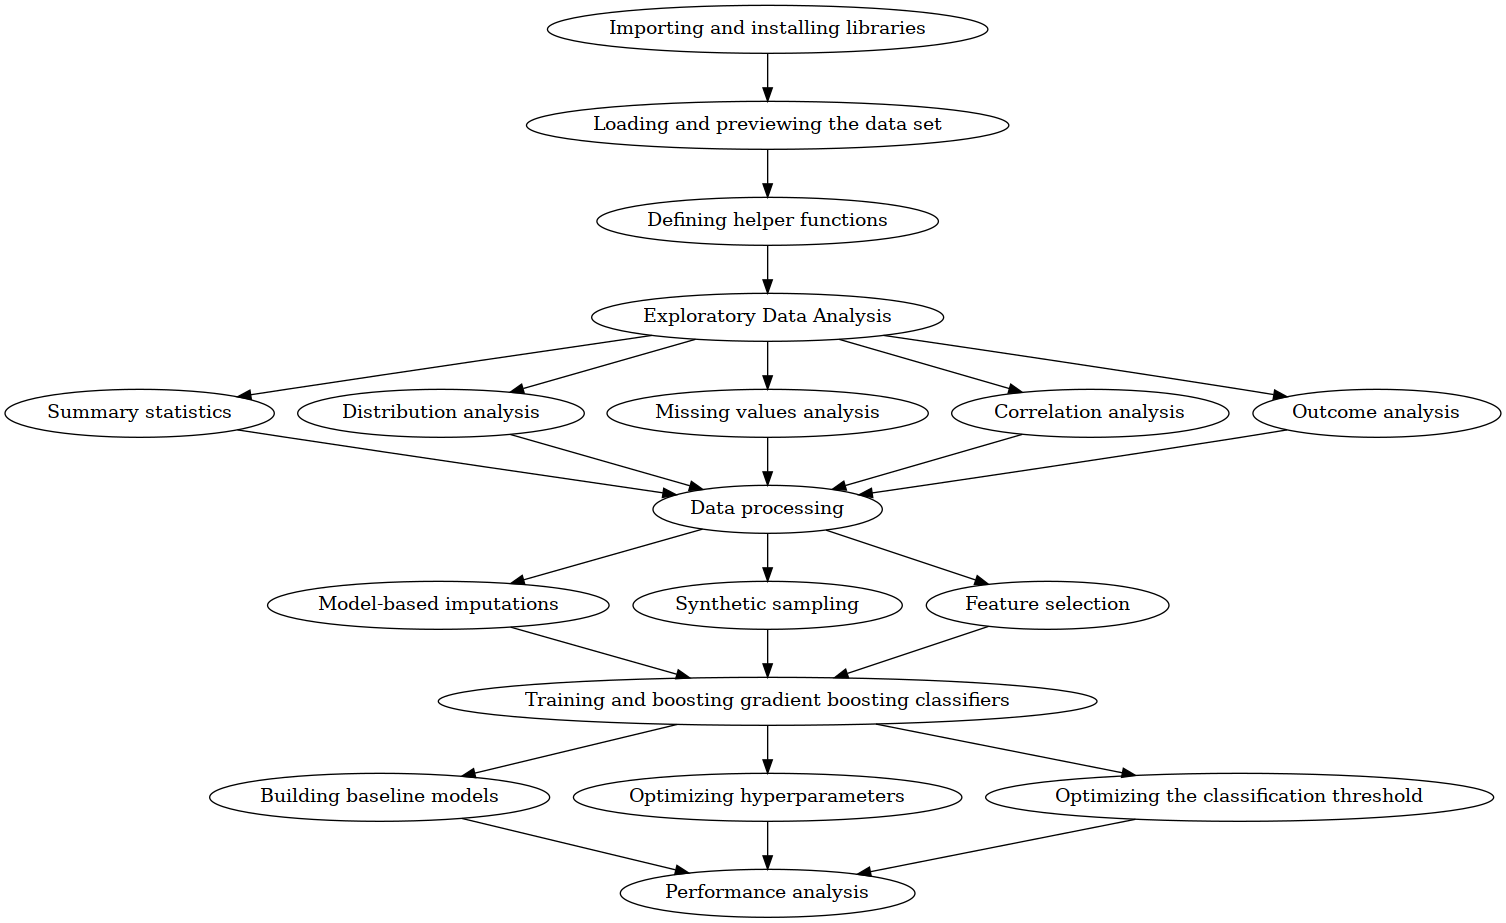 Importing and installing libraries
Loading and previewing the data set
Defining helper functions
Exploratory Data Analysis
Summary statistics
Distribution analysis
Missing values analysis
Correlation analysis
Outcome analysis
Data processing
Model-based imputations
Synthetic sampling
Feature selection
Training and boosting gradient boosting classifiers
Building baseline models
Optimizing hyperparameters
Optimizing the classification threshold
Performance analysis